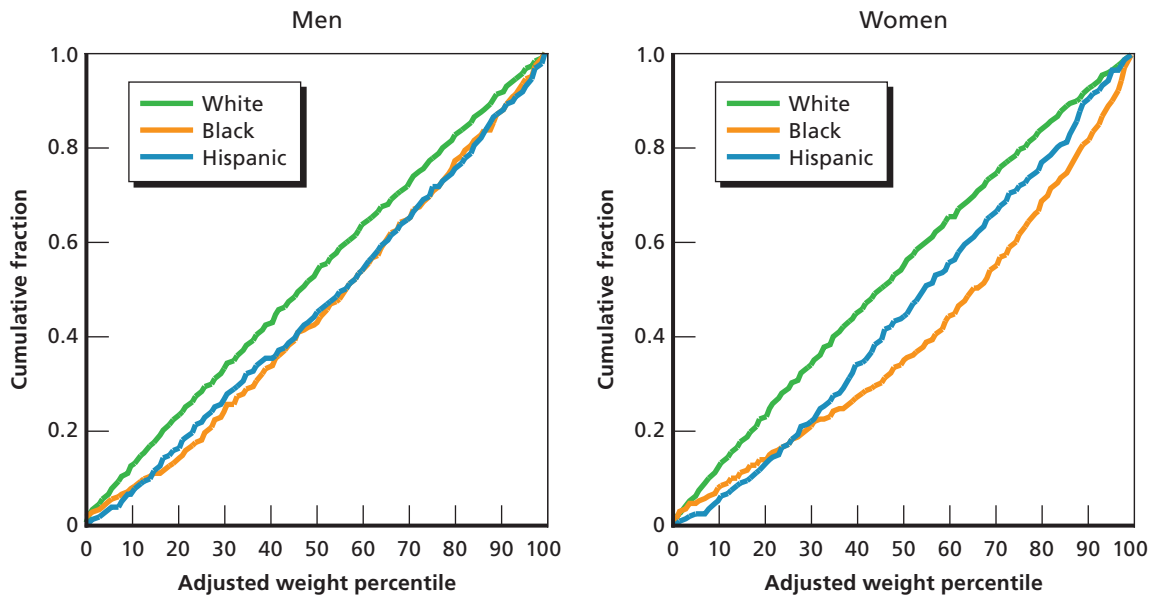 Men
1.0
0.8
0.6
0.4
0.2
0
Cumulative fraction
White
Black
Hispanic
0 10 20 30 40 50 60 70 80 90 100
Adjusted weight percentile
Women
1.0
0.8
0.6
0.4
0.2
0
Cumulative fraction
White
Black
Hispanic
0 10 20 30 40 50 60 70 80 90 100
Adjusted weight percentile